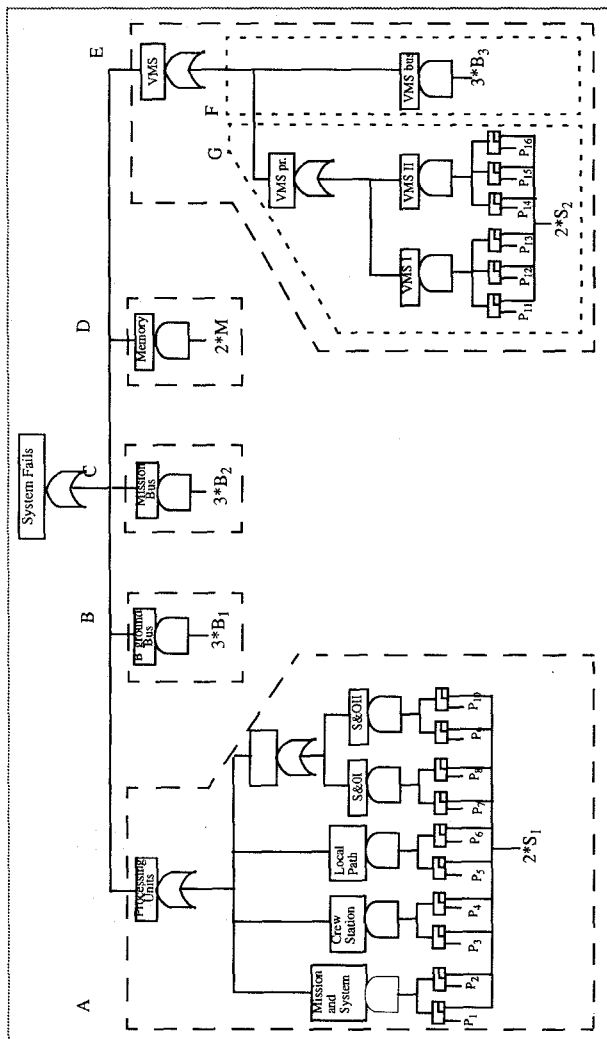 System Fails
A
B
C
D
E
Processing
Units
B' ground
Bus
3*B1
Mission
Bus
3*B2
Memory
2*M
VMS
F
G
VMS pr.
VMS bus
3*B3
VMS I
VMS II
P11
P12
P13
P14
P15
P16
2*S2
Mission
and
System
Crew
Station
Local
Path
S&0I
S&OII
P1
P2
P3
P4
P5
P6
P7
P8
P9
P10
2*S1